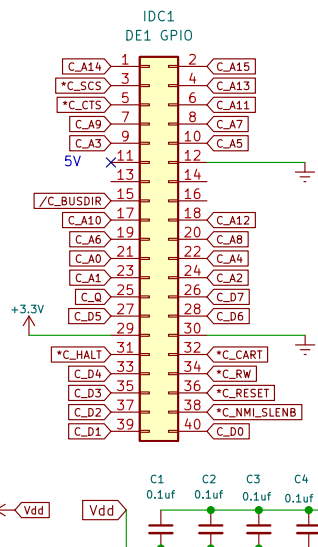 IDC1
DE1 GPIO
C_A14 1 2 C_A15
*C_SCS 3 4 C_A13
*C_CTS 5 6 C_A11
C_A9 7 8 C_A7
C_A3 9 10 C_A5
5V 11 12
13 14
/C_BUSDIR 15 16
C_A10 17 18 C_A12
C_A6 19 20 C_A8
C_A0 21 22 C_A4
C_A1 23 24 C_A2
C_Q 25 26 C_D7
C_D5 27 28 C_D6
+3.3V 29 30
*C_HALT 31 32 *C_CART
C_D4 33 34 *C_RW
C_D3 35 36 *C_RESET
C_D2 37 38 *C_NMI_SLENB
C_D1 39 40 C_D0
C1 C2 C3 C4
0.1uf 0.1uf 0.1uf 0.1uf
Vdd Vdd